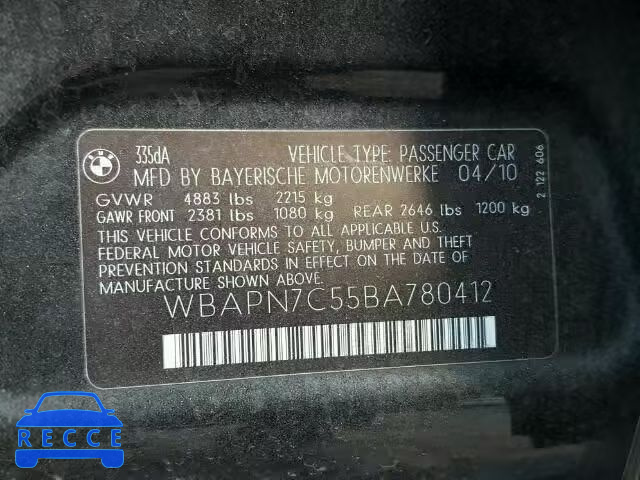 BMW
335dA VEHICLE TYPE: PASSENGER CAR
MFD BY BAYERISCHE MOTORENWERKE 04/10
GVWR 4883 lbs 2215 kg
GAWR FRONT 2381 lbs 1080 kg REAR 2646 lbs 1200 kg
THIS VEHICLE CONFORMS TO ALL APPLICABLE
FEDERAL MOTOR VEHICLE SAFETY, BUMPER AND THEFT
PREVENTION STANDARDS IN EFFECT ON THE DATE OF
MANUFACTURE SHOWN ABOVE.
WBAPN7C55BA780412
2 122 606
RECCE